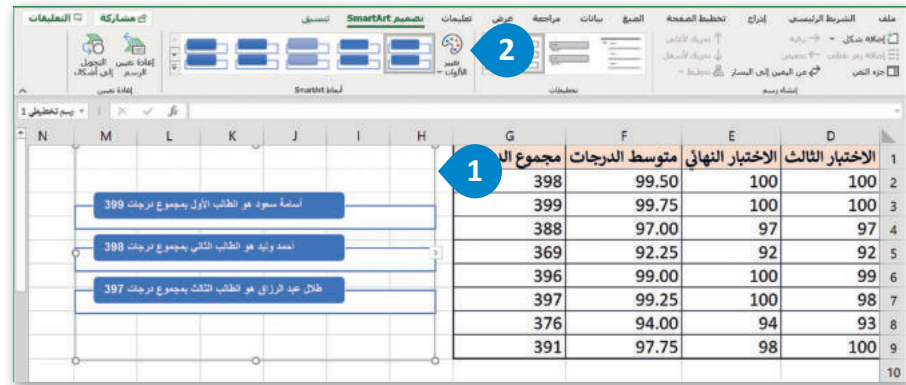 ملف الشريط الرئيسي إدراج تخطيط الصفحة الصيغ بيانات مراجعة عرض تعليمات تصميم SmartArt تنسيق
مشاركة التعليقات
إضافة شكل
ترقية
تحريك لأعلى
تحريك لأسفل
جزء النص
من اليمين إلى اليسار
تخطيط
إنشاء رسم
تخطيطات
تغيير الألوان
2
أنماط SmartArt
إعادة تعيين الرسم
التحويل إلى أشكال
إعادة تعيين
رسم تخطيطي 1
fx
D E F G H I J K L M N
1 الاختبار الثالث الاختبار النهائي متوسط الدرجات مجموع الد
1
2 100 100 99.50 398
3 100 100 99.75 399
4 97 97 97.00 388
5 92 92 92.25 369
6 99 100 99.00 396
7 98 100 99.25 397
8 93 94 94.00 376
9 100 98 97.75 391
10
أسامة سعود هو الطالب الأول بمجموع درجات 399
أحمد وليد هو الطالب الثاني بمجموع درجات 398
طلال عبد الرزاق هو الطالب الثالث بمجموع درجات 397